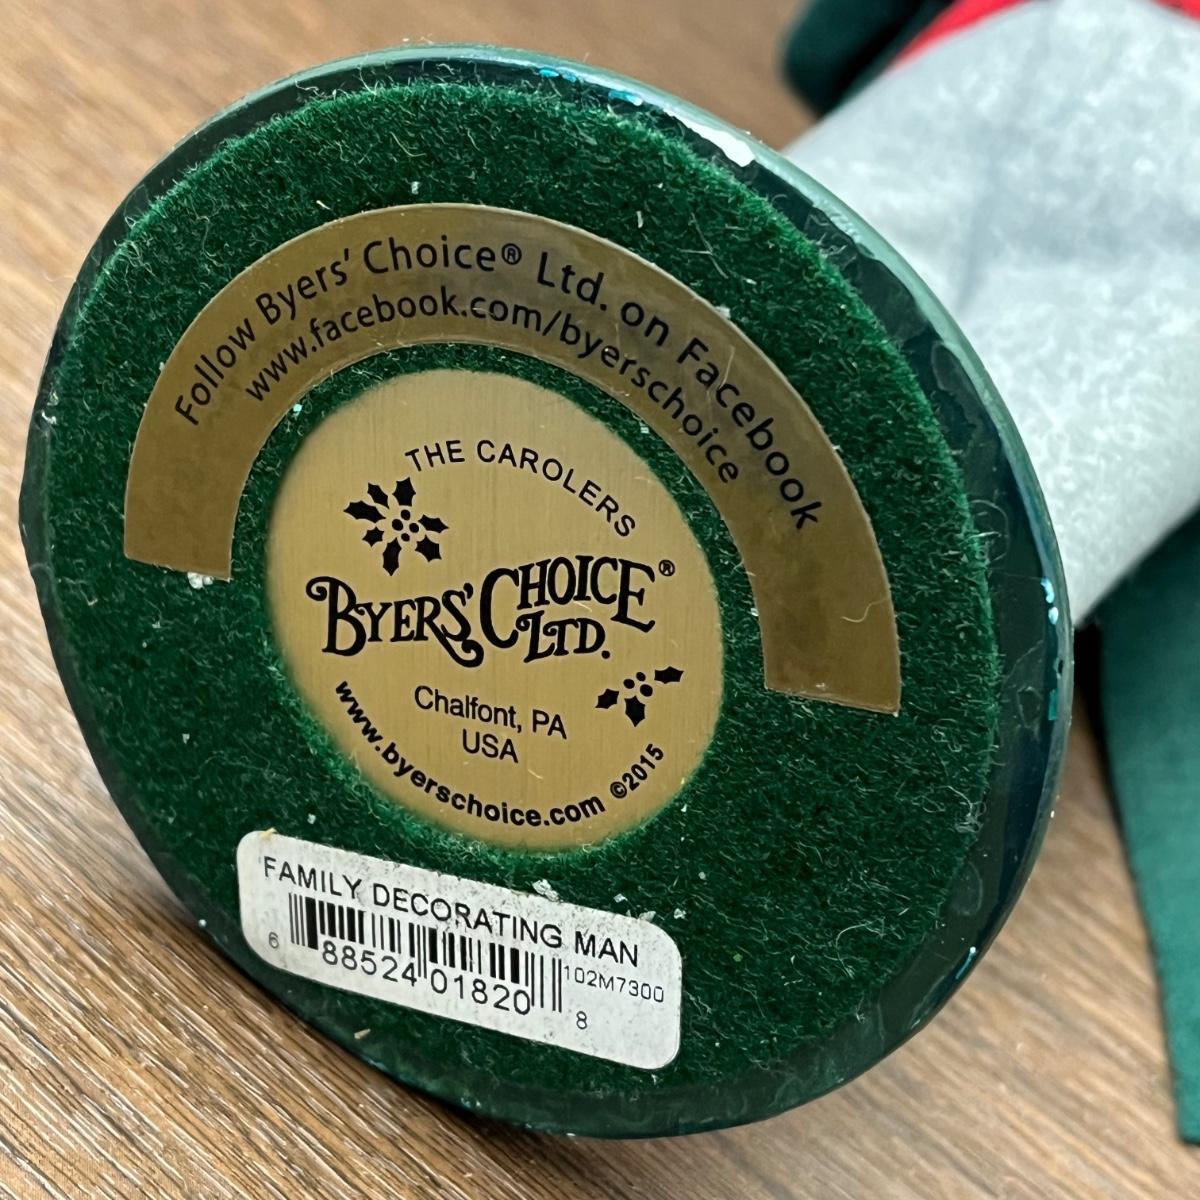 Follow Byers' Choice® Ltd. on Facebook
www.facebook.com/byerschoice
THE CAROLERS
BYERS' CHOICE®
LTD.
Chalfont, PA
USA
www.byerschoice.com ©2015
FAMILY DECORATING MAN
6 88524 01820 8
102M7300